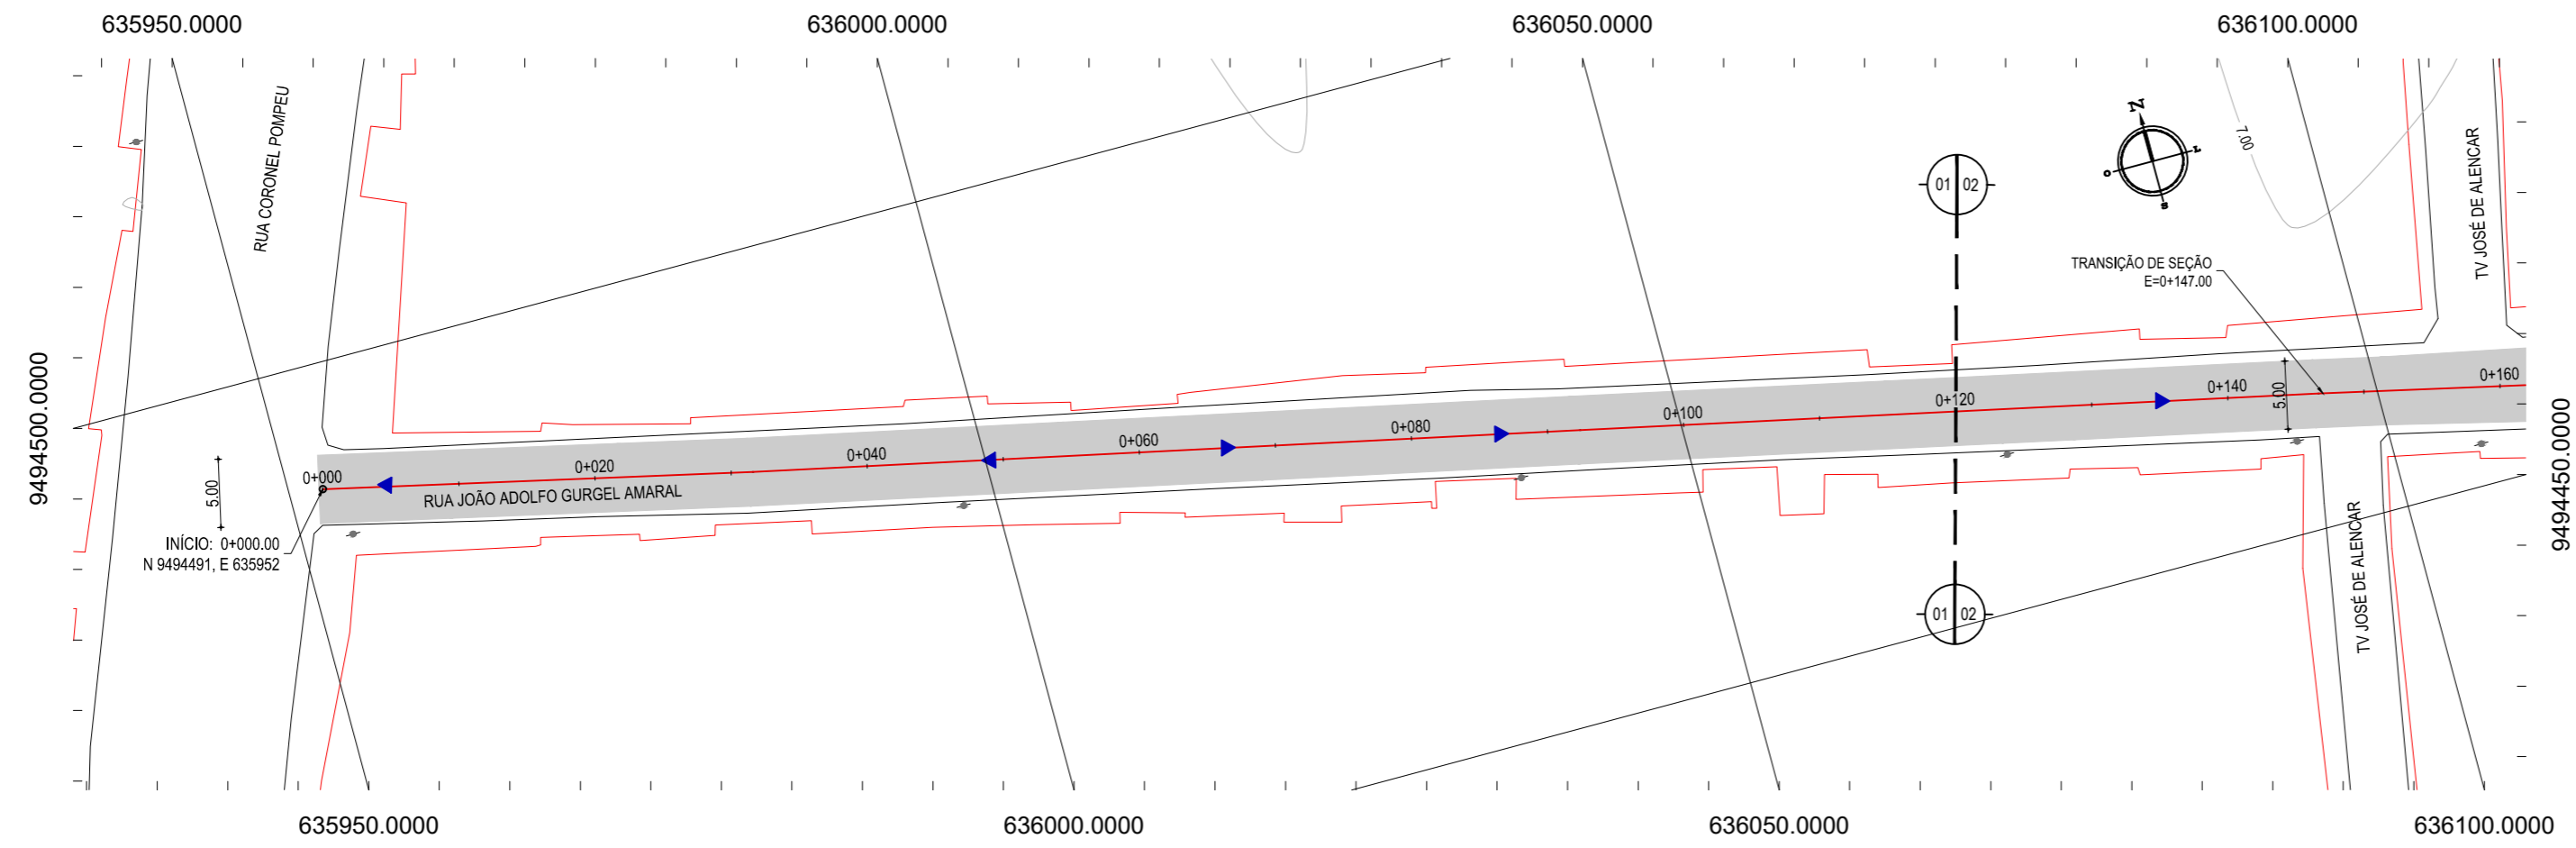 635950.0000
636000.0000
636050.0000
636100.0000
RUA CORONEL POMPEU
N
L
S
O
7.00
TV JOSÉ DE ALENCAR
01 02
TRANSIÇÃO DE SEÇÃO
E=0+147.00
9494500.0000
9494450.0000
0+000
0+020
0+040
0+060
0+080
0+100
0+120
0+140
0+160
5.00
5.00
RUA JOÃO ADOLFO GURGEL AMARAL
INÍCIO: 0+000.00
N 9494491, E 635952
TV JOSÉ DE ALENCAR
01 02
635950.0000
636000.0000
636050.0000
636100.0000